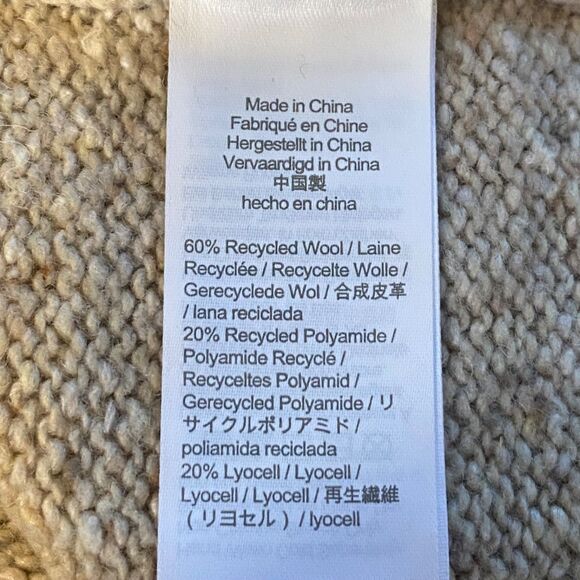 Made in China
Fabriqué en Chine
Hergestellt in China
Vervaardigd in China
中国製
hecho en china
60% Recycled Wool / Laine
Recyclée / Recycelte Wolle /
Gerecyclede Wol / 合成皮革
/ lana reciclada
20% Recycled Polyamide /
Polyamide Recyclé /
Recyceltes Polyamid /
Gerecycled Polyamide / リ
サイクルポリアミド /
poliamida reciclada
20% Lyocell / Lyocell /
Lyocell / Lyocell / 再生繊維
（リヨセル）/ lyocell